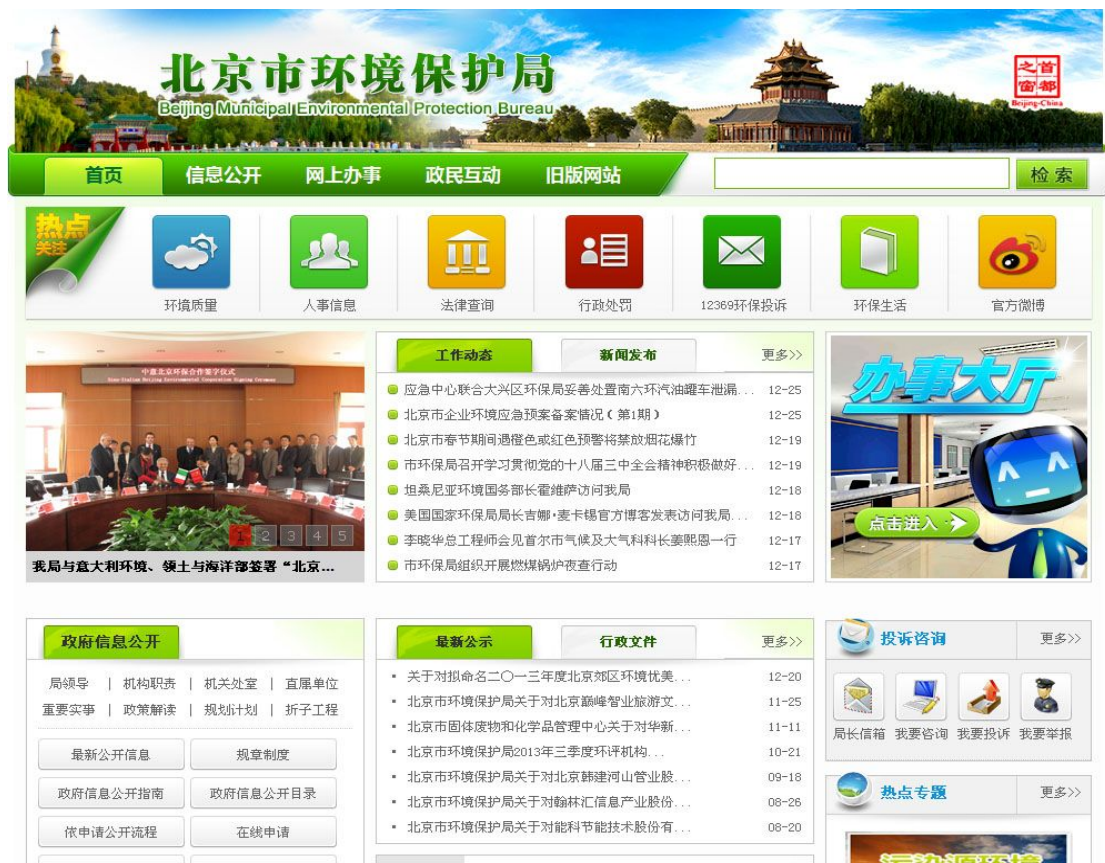 北京市环境保护局
Beijing Municipal Environmental Protection Bureau
首都之窗
Beijing-China
首页 信息公开 网上办事 政民互动 旧版网站 检 索
热点
关注
环境质量 人事信息 法律查询 行政处罚 12369环保投诉 环保生活 官方微博
中意北京环保合作签字仪式
Sino-Italian Beijing Environmental Cooperation Signing Ceremony
1 2 3 4 5
我局与意大利环境、领土与海洋部签署“北京...
工作动态 新闻发布 更多>>
应急中心联合大兴区环保局妥善处置南六环汽油罐车泄漏... 12-25
北京市企业环境应急预案备案情况（第1期） 12-25
北京市春节期间遇橙色或红色预警将禁放烟花爆竹 12-19
市环保局召开学习贯彻党的十八届三中全会精神积极做好... 12-19
坦桑尼亚环境国务部长霍维萨访问我局 12-18
美国国家环保局局长吉娜·麦卡锡官方博客发表访问我局... 12-18
李晓华总工程师会见首尔市气候及大气科科长姜熙恩一行 12-17
市环保局组织开展燃煤锅炉夜查行动 12-17
办事大厅
点击进入
政府信息公开
局领导 | 机构职责 | 机关处室 | 直属单位
重要实事 | 政策解读 | 规划计划 | 折子工程
最新公开信息 规章制度
政府信息公开指南 政府信息公开目录
依申请公开流程 在线申请
最新公示 行政文件 更多>>
关于对拟命名二〇一三年度北京郊区环境优美... 12-20
北京市环境保护局关于对北京巅峰智业旅游文... 11-25
北京市固体废物和化学品管理中心关于对华新... 11-11
北京市环境保护局2013年三季度环评机构... 10-21
北京市环境保护局关于对北京韩建河山管业股... 09-18
北京市环境保护局关于对翰林汇信息产业股份... 08-26
北京市环境保护局关于对能科节能技术股份有... 08-20
投诉咨询 更多>>
局长信箱 我要咨询 我要投诉 我要举报
热点专题 更多>>
污染源环境